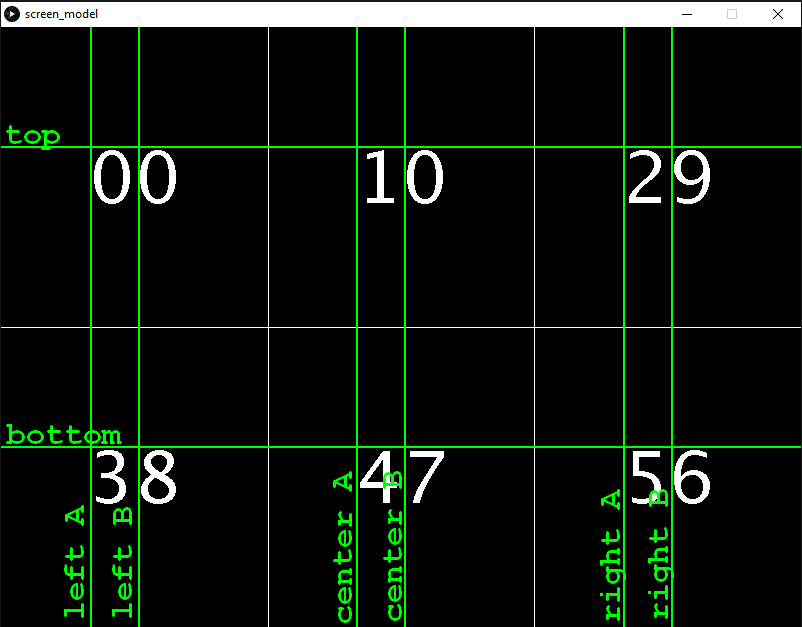 screen_model
top
00 10 29
bottom
38 47 56
left A
left B
center A
center B
right A
right B